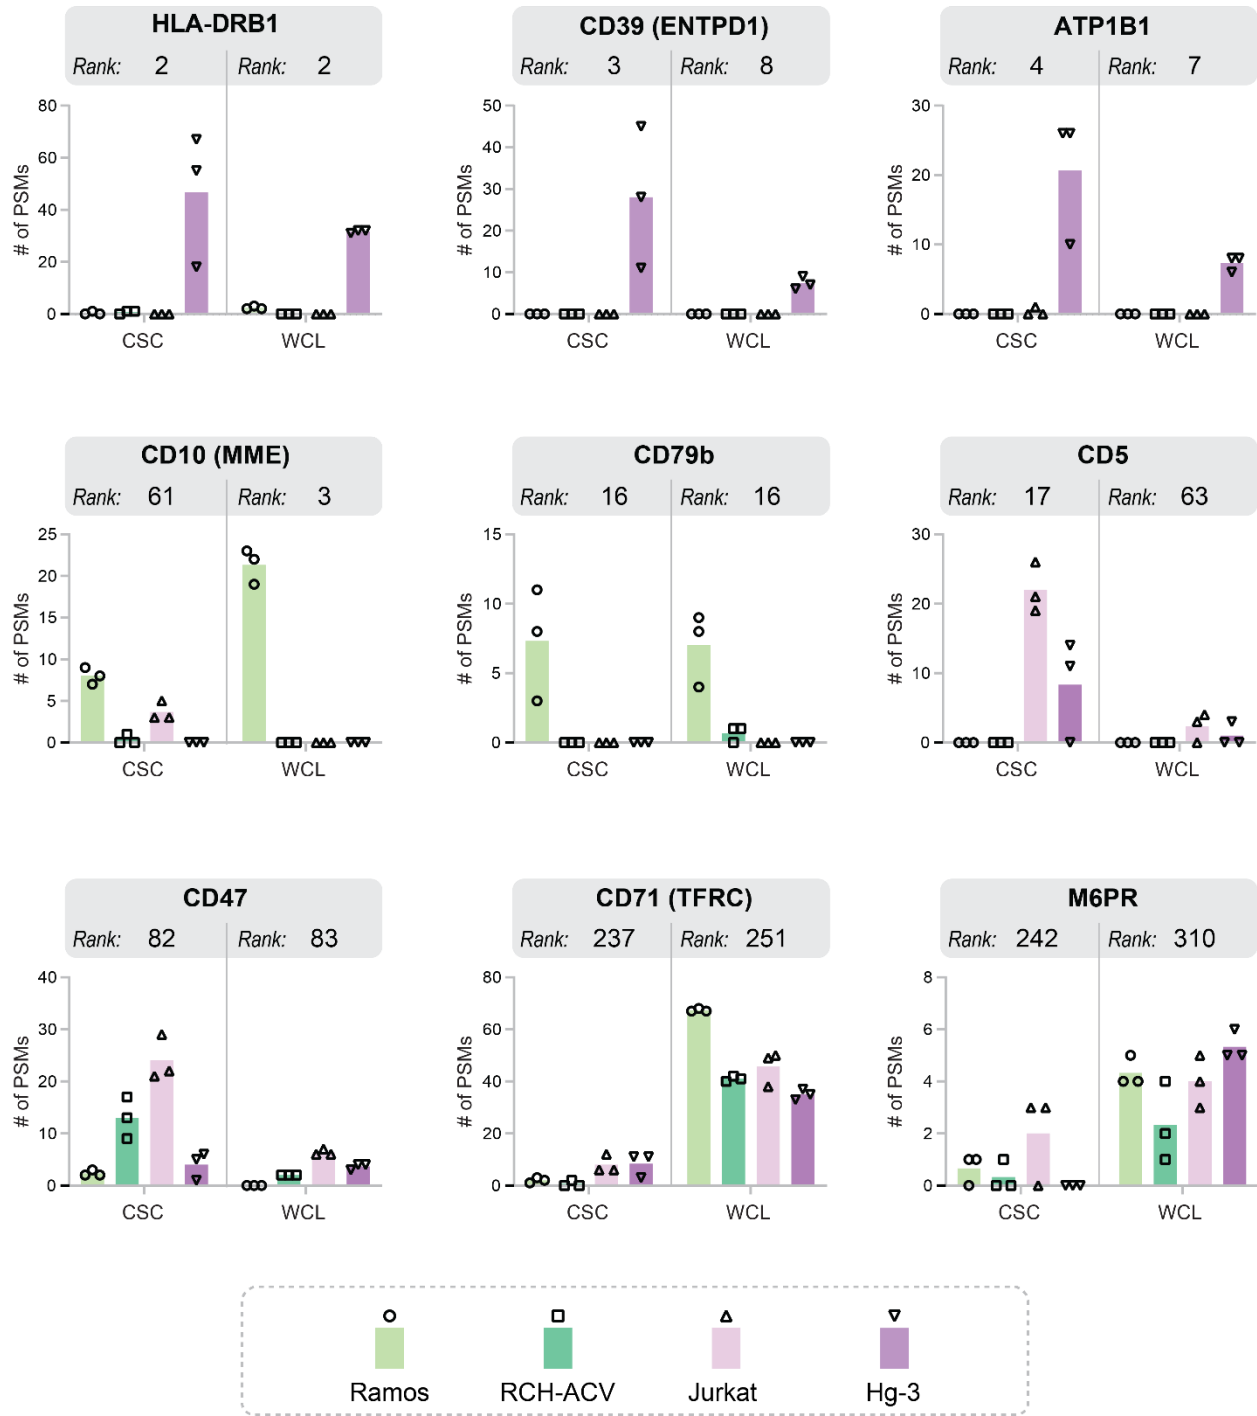 HLA-DRB1
Rank: 2 Rank: 2
80
60
40
20
0
# of PSMs
CSC WCL
CD39 (ENTPD1)
Rank: 3 Rank: 8
50
40
30
20
10
0
# of PSMs
CSC WCL
ATP1B1
Rank: 4 Rank: 7
30
20
10
0
# of PSMs
CSC WCL
CD10 (MME)
Rank: 61 Rank: 3
25
20
15
10
5
0
# of PSMs
CSC WCL
CD79b
Rank: 16 Rank: 16
15
10
5
0
# of PSMs
CSC WCL
CD5
Rank: 17 Rank: 63
30
20
10
0
# of PSMs
CSC WCL
CD47
Rank: 82 Rank: 83
40
30
20
10
0
# of PSMs
CSC WCL
CD71 (TFRC)
Rank: 237 Rank: 251
80
60
40
20
0
# of PSMs
CSC WCL
M6PR
Rank: 242 Rank: 310
8
6
4
2
0
# of PSMs
CSC WCL
Ramos RCH-ACV Jurkat Hg-3